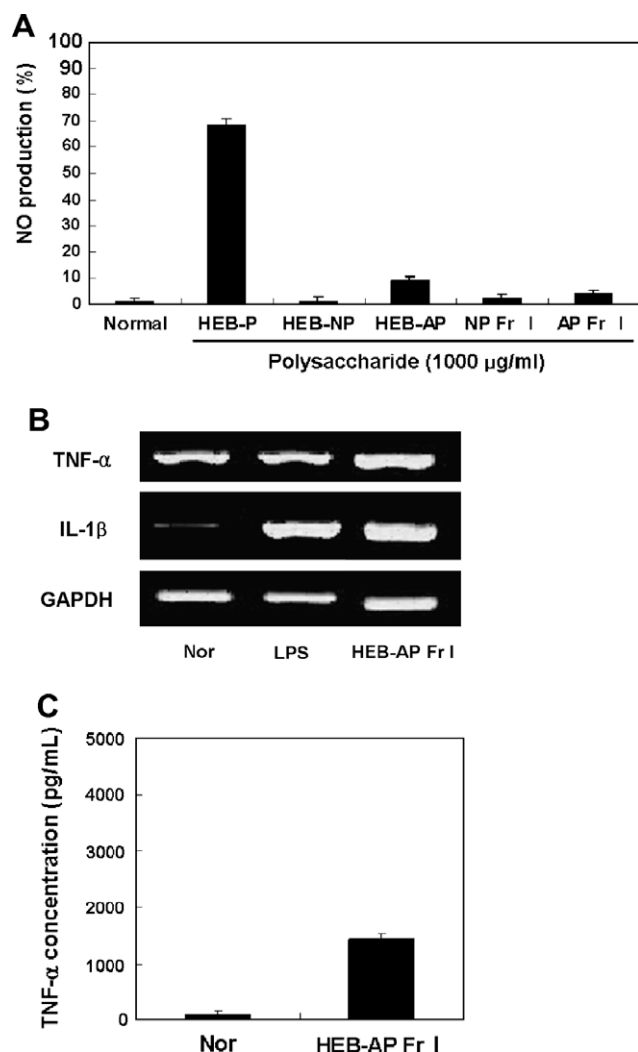 A
NO production (%)
100
90
80
70
60
50
40
30
20
10
0
Normal HEB-P HEB-NP HEB-AP NP Fr I AP Fr I
Polysaccharide (1000 µg/ml)
B
TNF-α
IL-1β
GAPDH
Nor LPS HEB-AP Fr I
C
TNF-α concentration (pg/mL)
5000
4000
3000
2000
1000
0
Nor HEB-AP Fr I